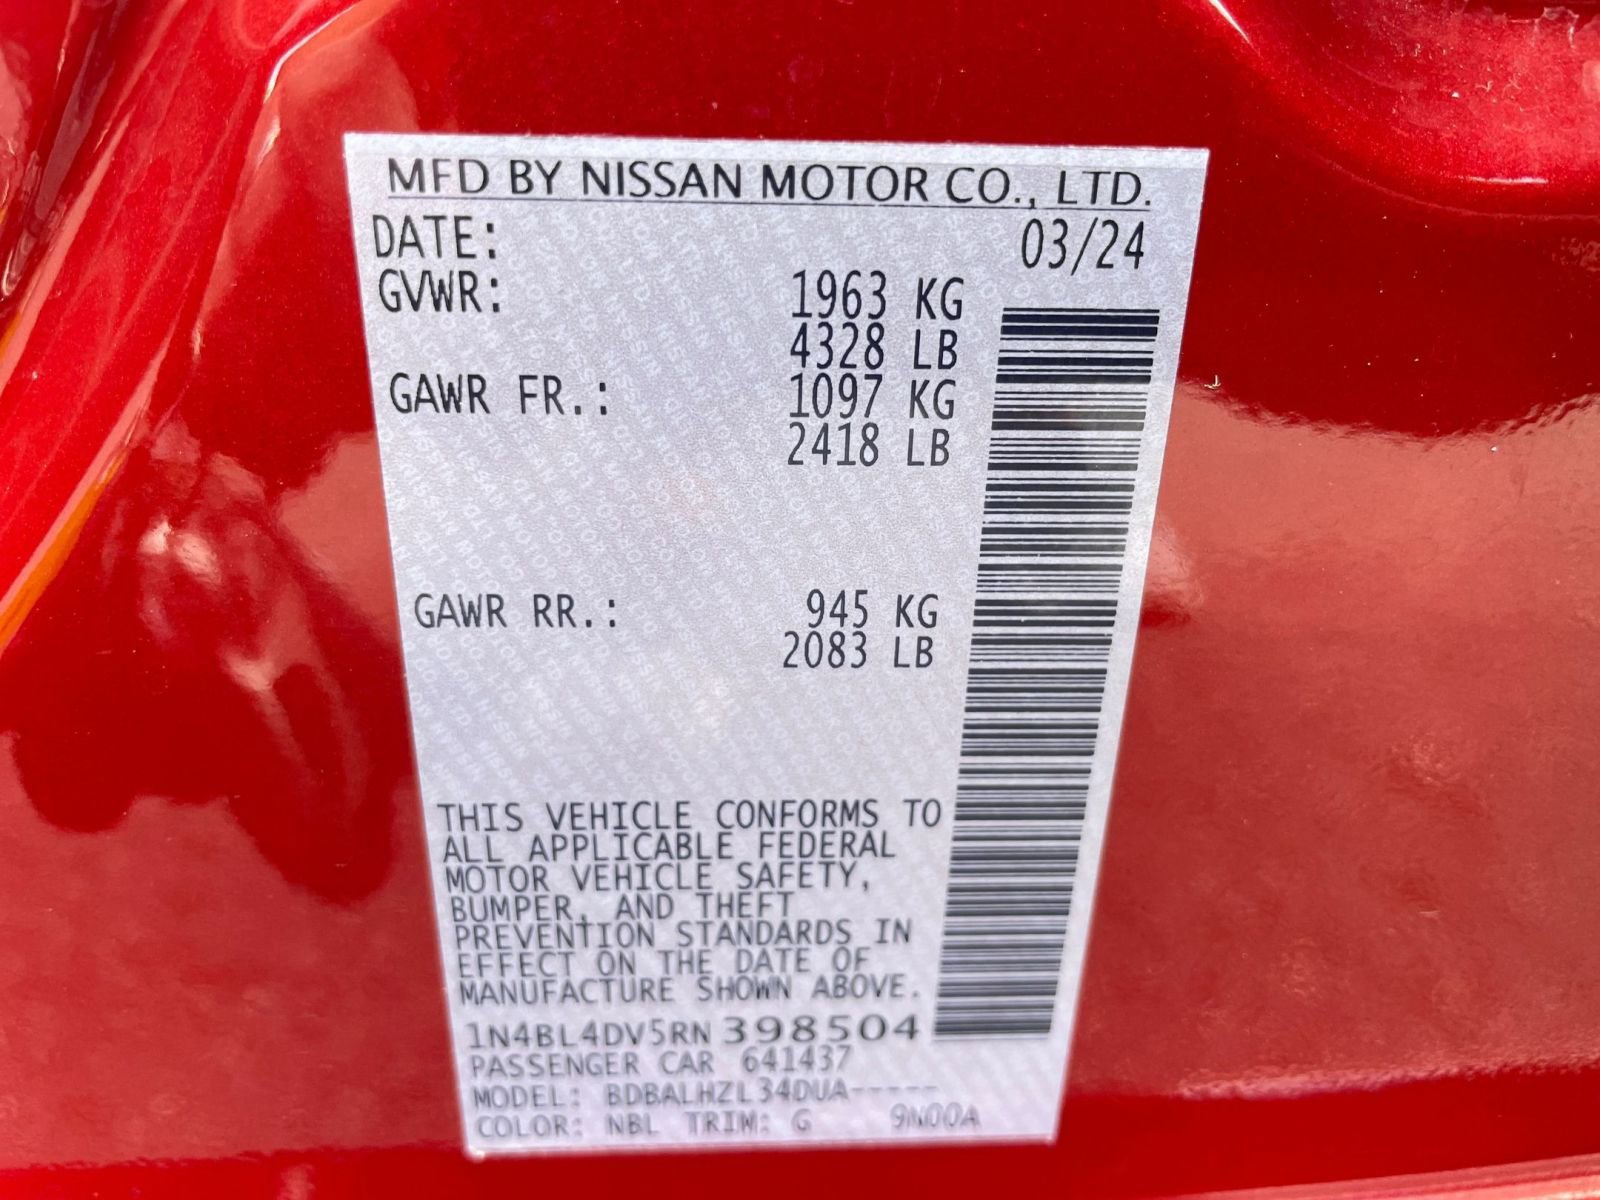 MFD BY NISSAN MOTOR CO., LTD.
DATE: 03/24
GVWR: 1963 KG
4328 LB
GAWR FR.: 1097 KG
2418 LB
GAWR RR.: 945 KG
2083 LB
THIS VEHICLE CONFORMS TO
ALL APPLICABLE FEDERAL
MOTOR VEHICLE SAFETY,
BUMPER, AND THEFT
PREVENTION STANDARDS IN
EFFECT ON THE DATE OF
MANUFACTURE SHOWN ABOVE.
1N4BL4DV5RN398504
PASSENGER CAR 641437
MODEL: BDBALHZL34DUA-----
COLOR: NBL TRIM: G 9N00A